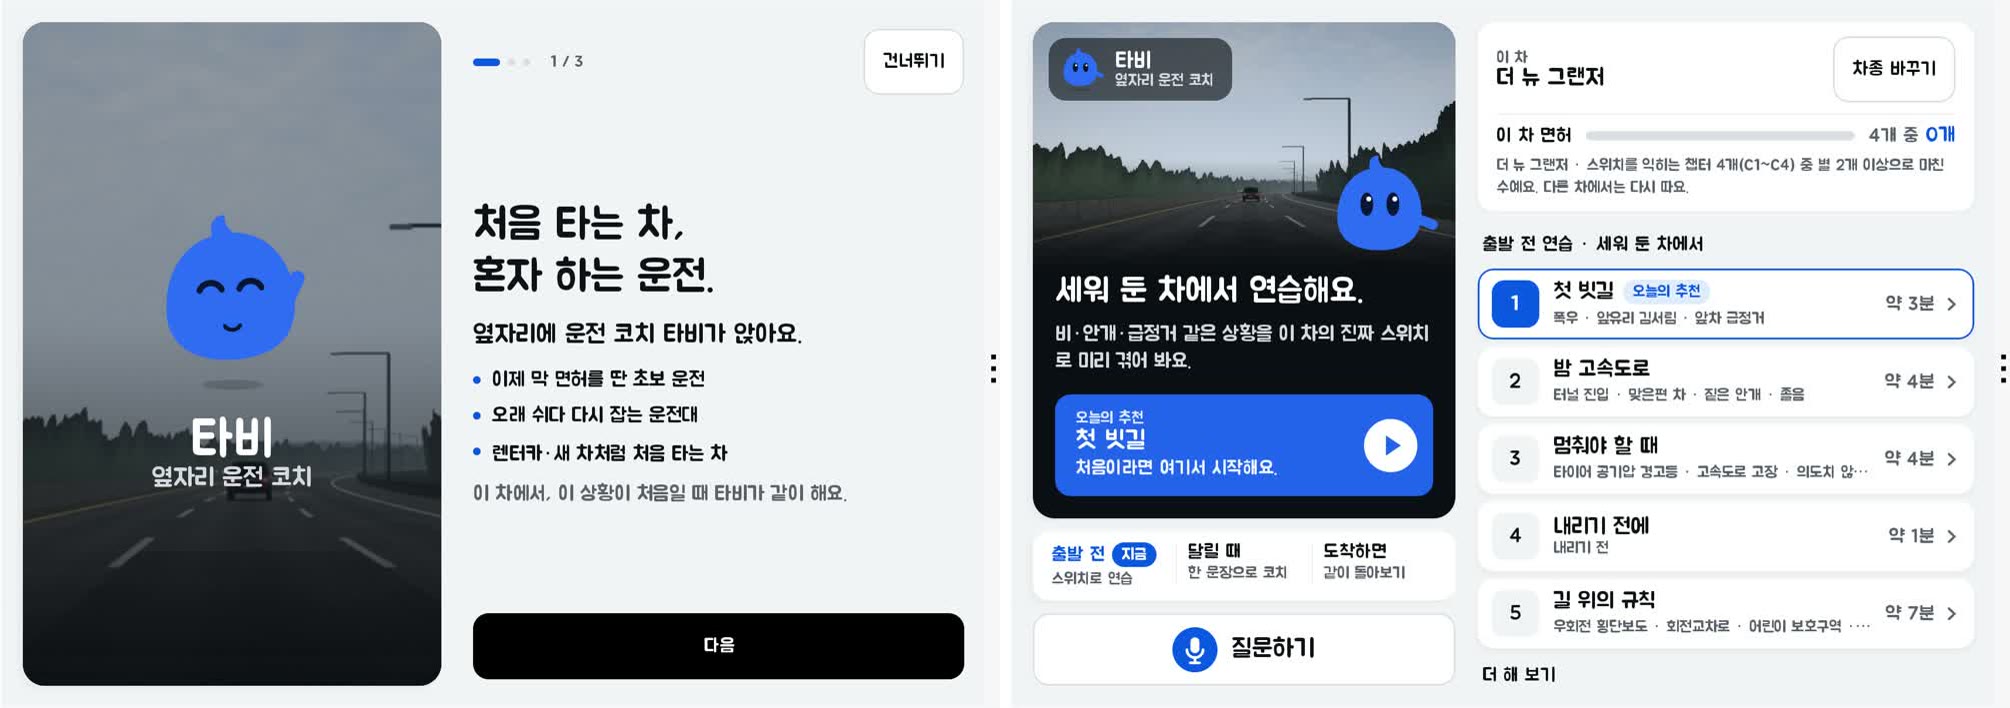 타비
옆자리 운전 코치
1 / 3
건너뛰기
처음 타는 차,
혼자 하는 운전.
옆자리에 운전 코치 타비가 앉아요.
이제 막 면허를 딴 초보 운전
오래 쉬다 다시 잡는 운전대
렌터카·새 차처럼 처음 타는 차
이 차에서, 이 상황이 처음일 때 타비가 같이 해요.
다음
타비
옆자리 운전 코치
세워 둔 차에서 연습해요.
비·안개·급정거 같은 상황을 이 차의 진짜 스위치
로 미리 겪어 봐요.
오늘의 추천
첫 빗길
처음이라면 여기서 시작해요.
출발 전 지금
스위치로 연습
달릴 때
한 문장으로 코치
도착하면
같이 돌아보기
질문하기
이 차
더 뉴 그랜저
차종 바꾸기
이 차 면허
4개 중 0개
더 뉴 그랜저 · 스위치를 익히는 챕터 4개(C1~C4) 중 별 2개 이상으로 마친
수예요. 다른 차에서는 다시 따요.
출발 전 연습 · 세워 둔 차에서
1
첫 빗길 오늘의 추천
폭우 · 앞유리 김서림 · 앞차 급정거
약 3분
2
밤 고속도로
터널 진입 · 맞은편 차 · 짙은 안개 · 졸음
약 4분
3
멈춰야 할 때
타이어 공기압 경고등 · 고속도로 고장 · 의도치 않···
약 4분
4
내리기 전에
내리기 전
약 1분
5
길 위의 규칙
우회전 횡단보도 · 회전교차로 · 어린이 보호구역 ····
약 7분
더 해 보기